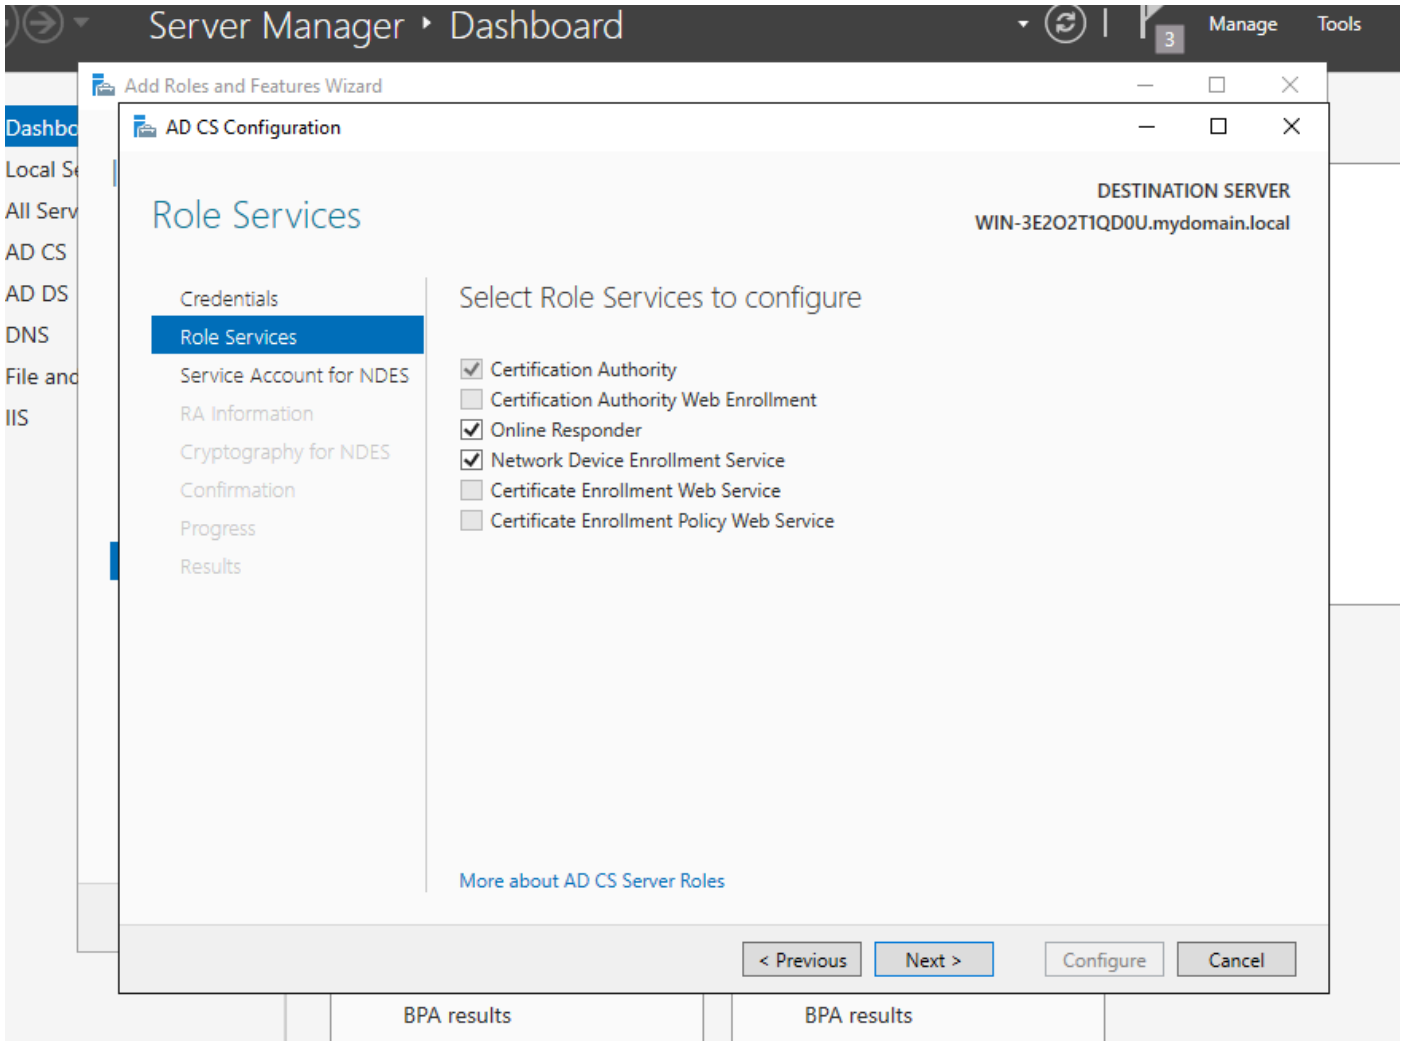 Server Manager ‣ Dashboard
3
Manage
Tools
Add Roles and Features Wizard
AD CS Configuration
Dashbo
Local Se
All Serv
AD CS
AD DS
DNS
File and
IIS
Role Services
DESTINATION SERVER
WIN-3E2O2T1QD0U.mydomain.local
Credentials
Role Services
Service Account for NDES
RA Information
Cryptography for NDES
Confirmation
Progress
Results
Select Role Services to configure
Certification Authority
Certification Authority Web Enrollment
Online Responder
Network Device Enrollment Service
Certificate Enrollment Web Service
Certificate Enrollment Policy Web Service
More about AD CS Server Roles
< Previous
Next >
Configure
Cancel
BPA results
BPA results